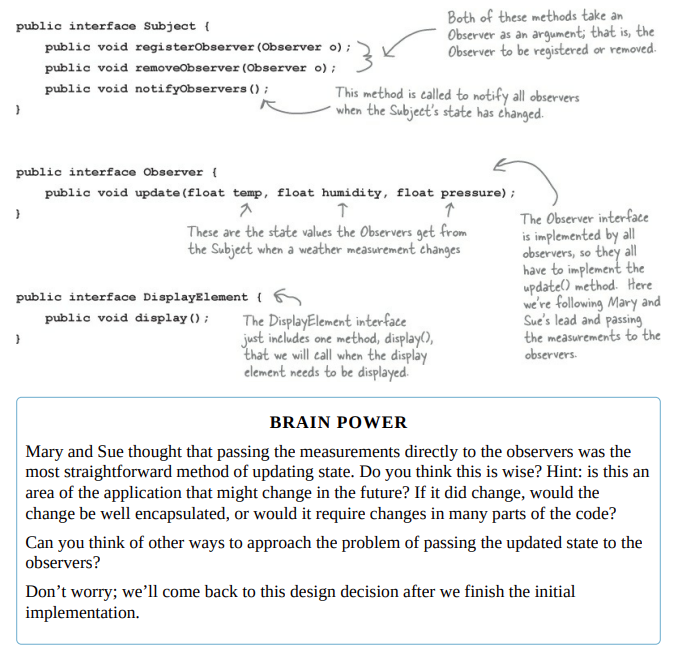 public interface Subject {
public void registerObserver(Observer o);
public void removeObserver(Observer o);
public void notifyObservers();
}
Both of these methods take an
Observer as an argument; that is, the
Observer to be registered or removed.
This method is called to notify all observers
when the Subject's state has changed.
public interface Observer {
public void update(float temp, float humidity, float pressure);
}
These are the state values the Observers get from
the Subject when a weather measurement changes
The Observer interface
is implemented by all
observers, so they all
have to implement the
update() method. Here
we're following Mary and
Sue's lead and passing
the measurements to the
observers.
public interface DisplayElement {
public void display();
}
The DisplayElement interface
just includes one method, display(),
that we will call when the display
element needs to be displayed.
BRAIN POWER
Mary and Sue thought that passing the measurements directly to the observers was the
most straightforward method of updating state. Do you think this is wise? Hint: is this an
area of the application that might change in the future? If it did change, would the
change be well encapsulated, or would it require changes in many parts of the code?
Can you think of other ways to approach the problem of passing the updated state to the
observers?
Don’t worry; we’ll come back to this design decision after we finish the initial
implementation.